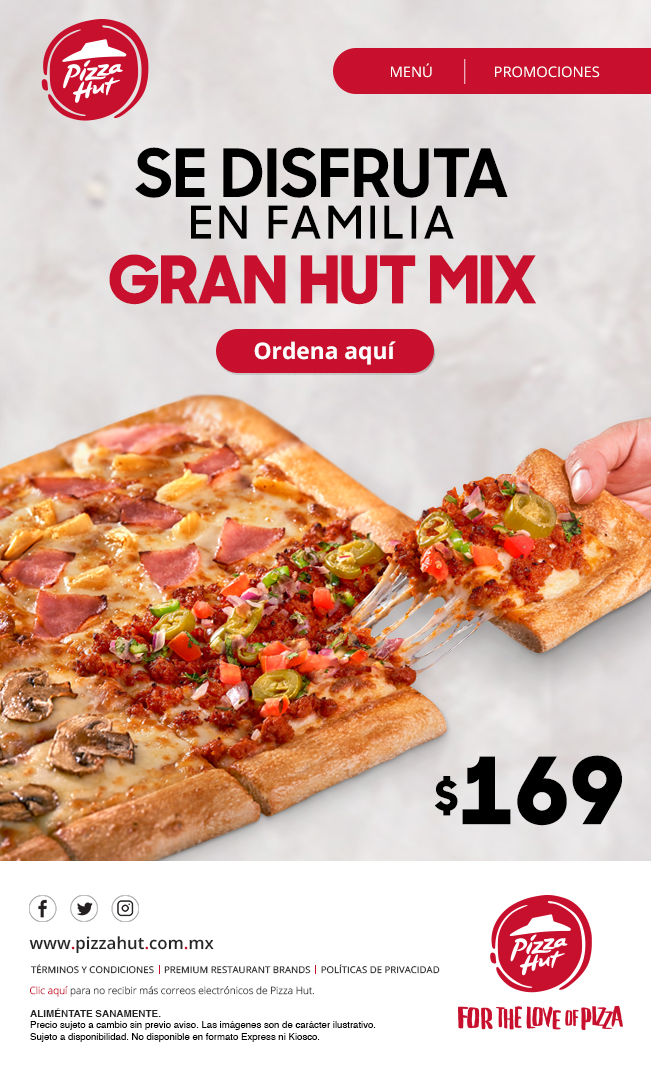 Pizza
Hut
MENÚ | PROMOCIONES
SE DISFRUTA
EN FAMILIA
GRAN HUT MIX
Ordena aquí
$169
www.pizzahut.com.mx
TÉRMINOS Y CONDICIONES | PREMIUM RESTAURANT BRANDS | POLÍTICAS DE PRIVACIDAD
Clic aquí para no recibir más correos electrónicos de Pizza Hut.
ALIMÉNTATE SANAMENTE.
Precio sujeto a cambio sin previo aviso. Las imágenes son de carácter ilustrativo.
Sujeto a disponibilidad. No disponible en formato Express ni Kiosco.
Pizza
Hut
FOR THE LOVE OF PIZZA